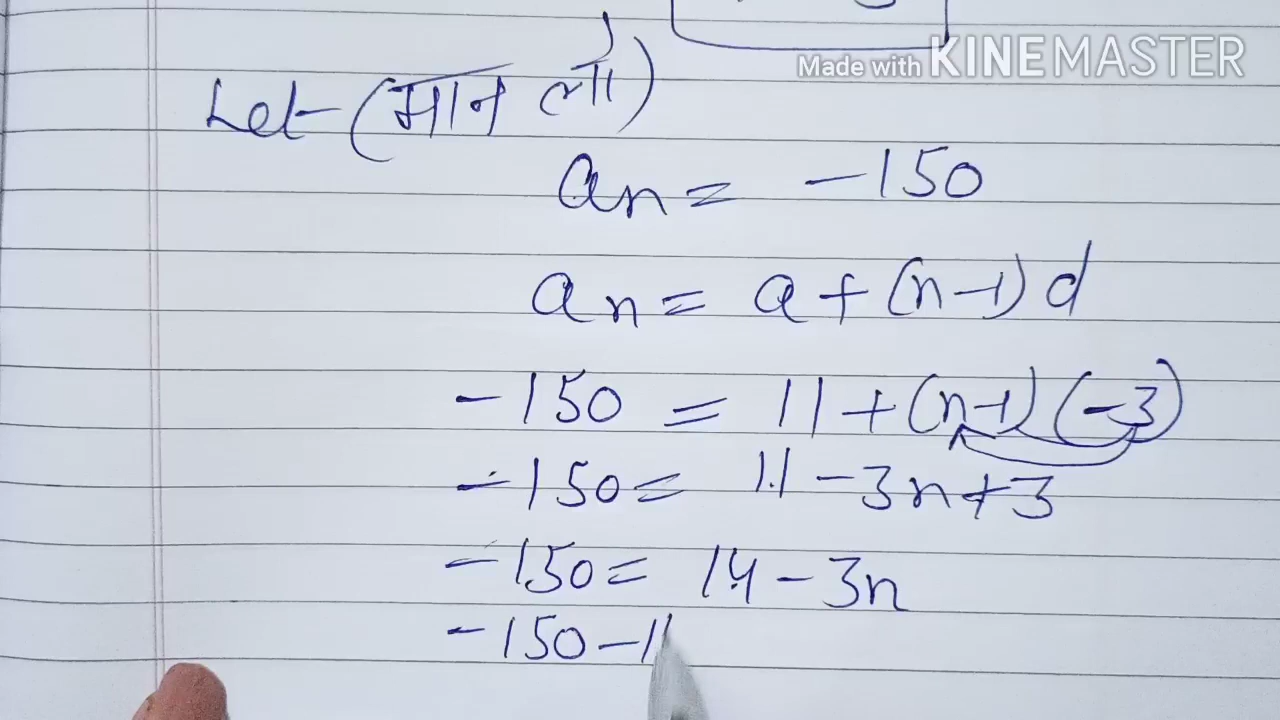 Made with KINEMASTER
Let (मान लो)
an = -150
an = a + (n-1) d
-150 = 11 + (n-1) (-3)
-150 = 11 - 3n + 3
-150 = 14 - 3n
-150 - 1